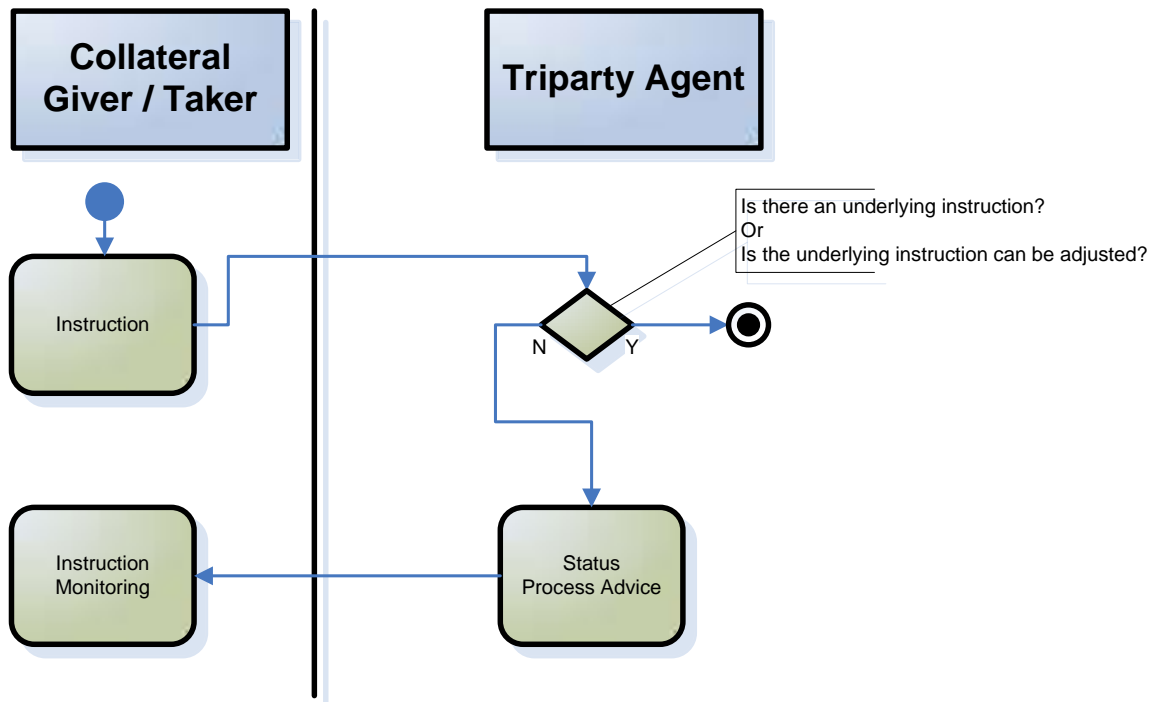 Collateral
Giver / Taker
Triparty Agent
Is there an underlying instruction?
Or
Is the underlying instruction can be adjusted?
Instruction
N
Y
Instruction
Monitoring
Status
Process Advice